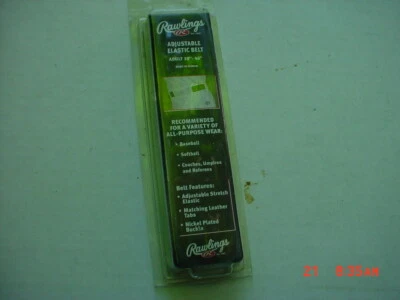 Rawlings
ADJUSTABLE
ELASTIC BELT
RECOMMENDED
FOR A VARIETY OF
ALL-PURPOSE WEAR:
• Baseball
• Softball
• Coaches, Umpires
and Referees
Belt Features:
• Adjustable Stretch
Elastic
• Matching Leather
Tabs
• Nickel Plated
Buckle
Rawlings
21